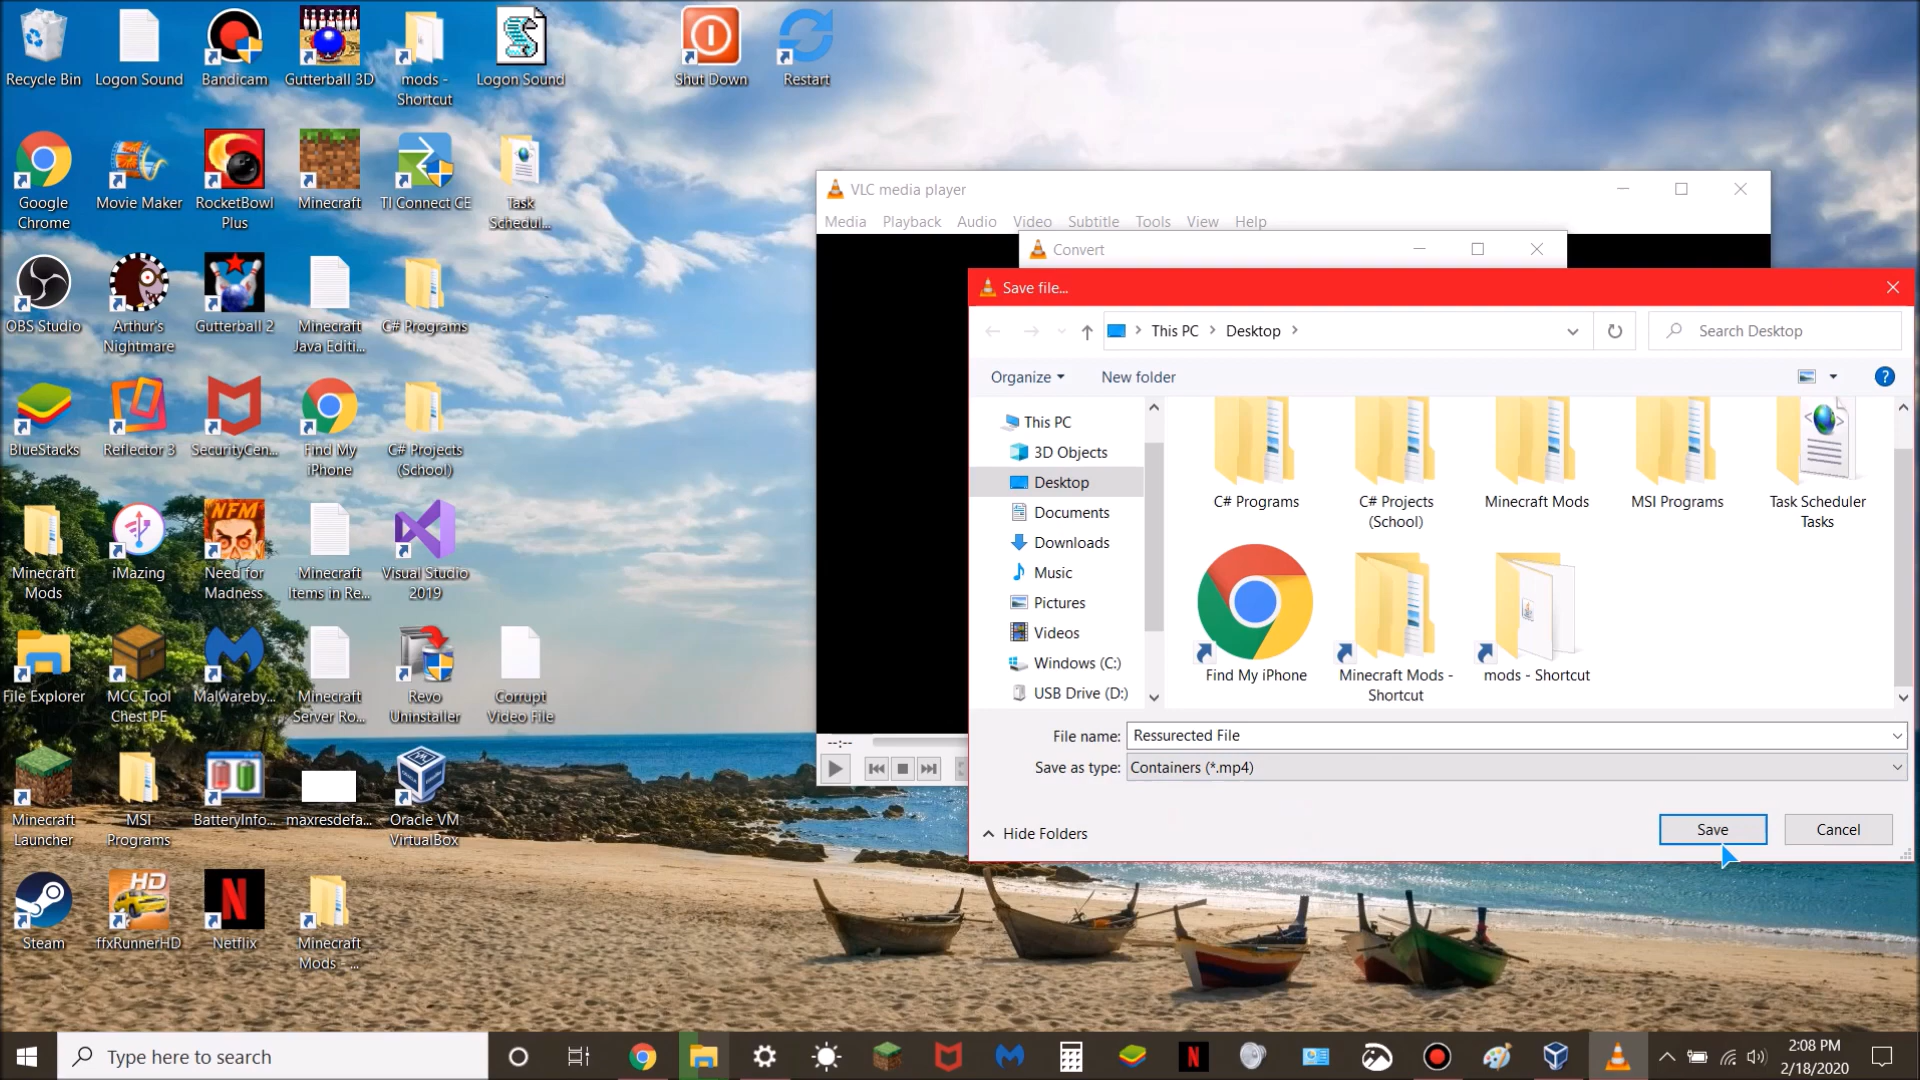 Recycle Bin
Logon Sound
Bandicam
Gutterball 3D
mods -
Shortcut
Logon Sound
Shut Down
Restart
Google
Chrome
Movie Maker
RocketBowl
Plus
Minecraft
TI Connect CE
Task
Schedul...
OBS Studio
Arthur's
Nightmare
Gutterball 2
Minecraft
Java Editi...
C# Programs
BlueStacks
Reflector 3
SecurityCen...
Find My
iPhone
C# Projects
(School)
Minecraft
Mods
iMazing
NFM
Need for
Madness
Minecraft
Items in Re...
Visual Studio
2019
File Explorer
MCC Tool
Chest PE
Malwareby...
Minecraft
Server Ro...
Revo
Uninstaller
Corrupt
Video File
Minecraft
Launcher
MSI
Programs
BatteryInfo...
maxresdefa...
Oracle VM
VirtualBox
Steam
HD
ffxRunnerHD
N
Netflix
Minecraft
Mods - ...
VLC media player
Media Playback Audio Video Subtitle Tools View Help
Convert
--:--
Save file...
This PC > Desktop >
Search Desktop
Organize
New folder
?
This PC
3D Objects
Desktop
Documents
Downloads
Music
Pictures
Videos
Windows (C:)
USB Drive (D:)
C# Programs
C# Projects
(School)
Minecraft Mods
MSI Programs
Task Scheduler
Tasks
Find My iPhone
Minecraft Mods -
Shortcut
mods - Shortcut
File name: Ressurected File
Save as type: Containers (*.mp4)
Hide Folders
Save
Cancel
Type here to search
N
2:08 PM
2/18/2020